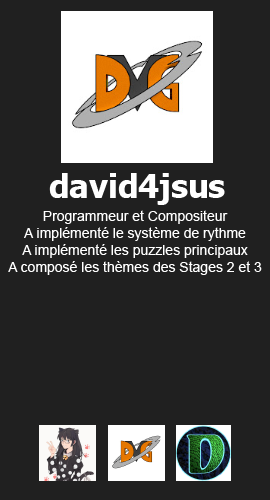 DVG
david4jsus
Programmeur et Compositeur
A implémenté le système de rythme
A implémenté les puzzles principaux
A composé les thèmes des Stages 2 et 3
DVG
D